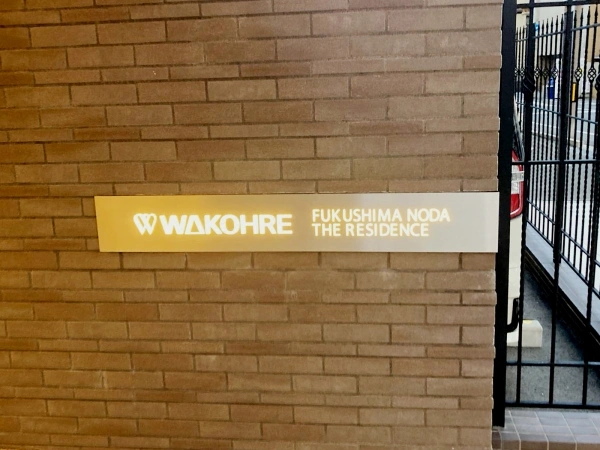 WAKOHRE
FUKUSHIMA NODA
THE RESIDENCE